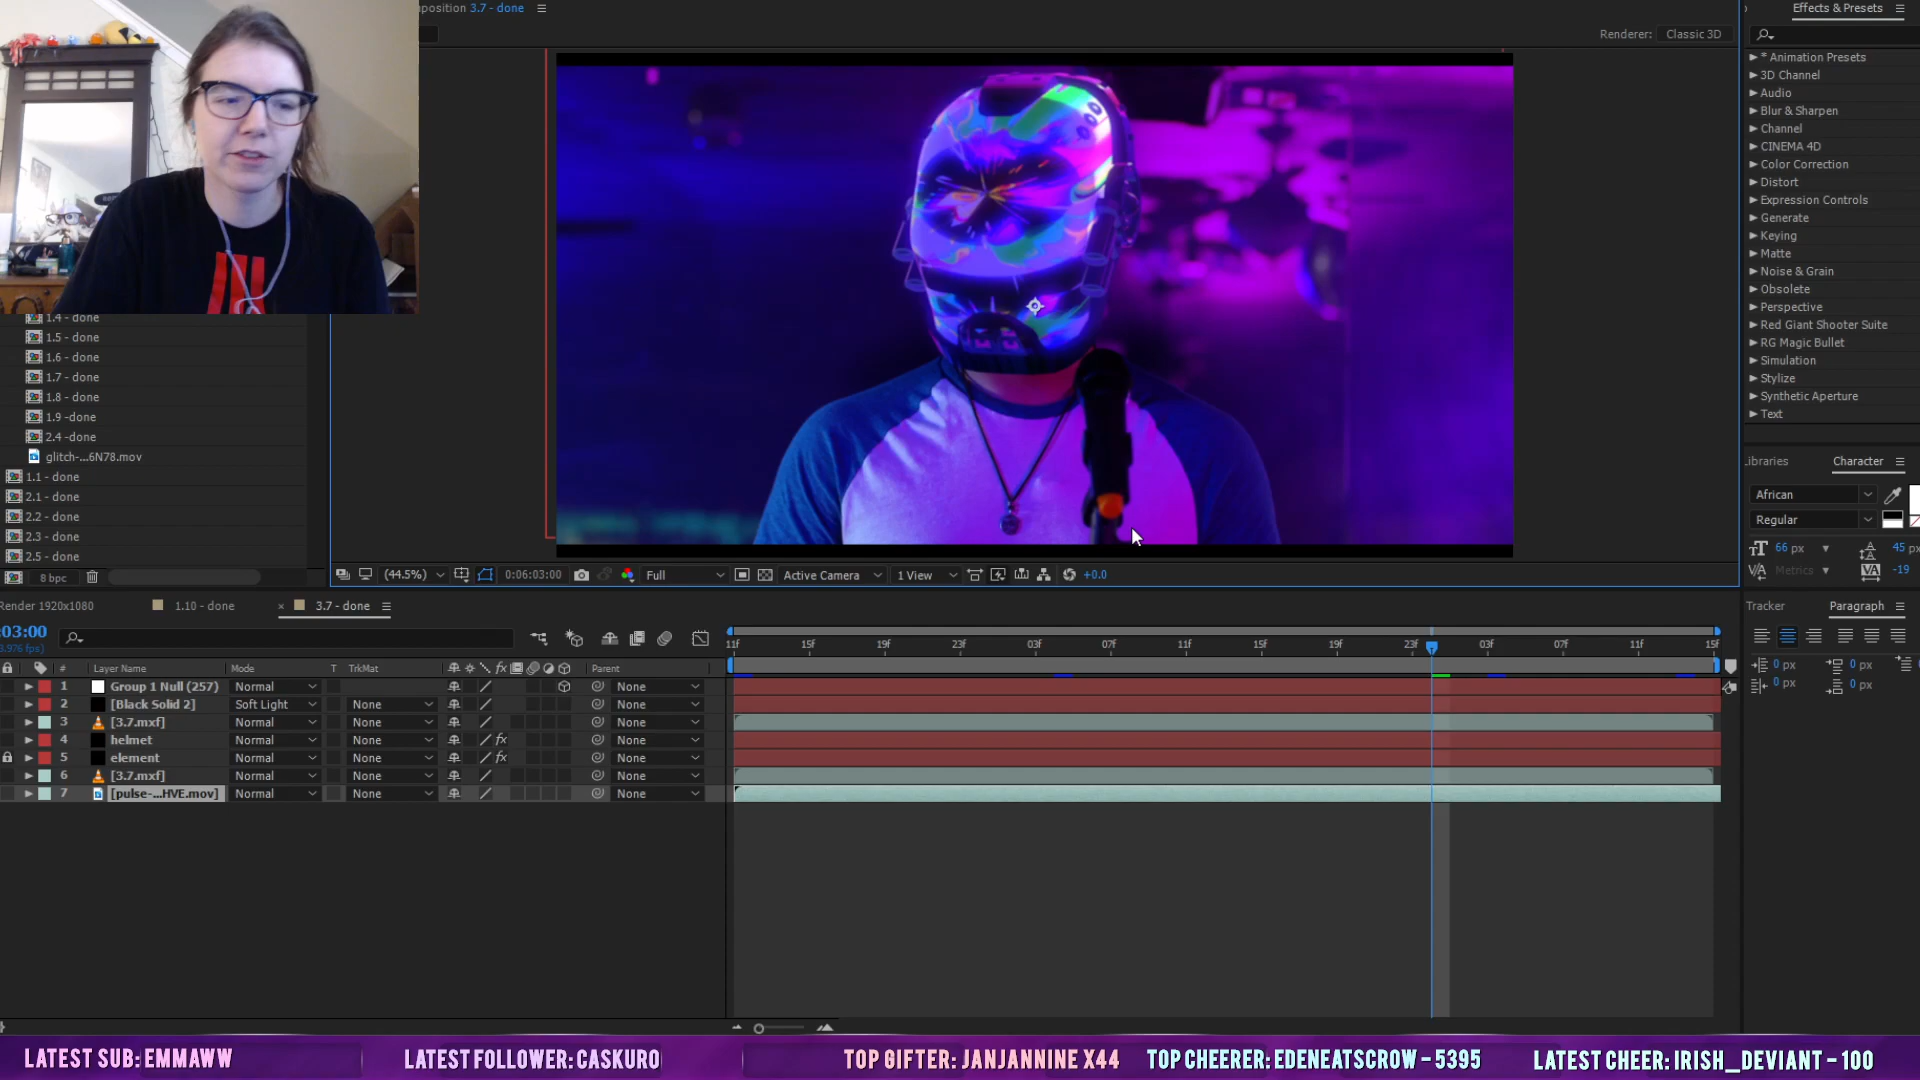 position 3.7 - done
Renderer: Classic 3D
Effects & Presets
* Animation Presets
3D Channel
Audio
Blur & Sharpen
Channel
CINEMA 4D
Color Correction
Distort
Expression Controls
Generate
Keying
Matte
Noise & Grain
Obsolete
Perspective
Red Giant Shooter Suite
RG Magic Bullet
Simulation
Stylize
Synthetic Aperture
Text
1.4 - done
1.5 - done
1.6 - done
1.7 - done
1.8 - done
1.9 -done
2.4 -done
glitch-...6N78.mov
1.1 - done
2.1 - done
2.2 - done
2.3 - done
2.5 - done
8 bpc
(44.5%) 0:06:03:00 Full Active Camera 1 View +0.0
Libraries Character
African
Regular
66 px 45 px
Metrics -19
Tracker Paragraph
0 px 0 px
0 px 0 px
Render 1920x1080 1.10 - done × 3.7 - done
:03:00
3.976 fps)
11f 15f 19f 23f 03f 07f 11f 15f 19f 23f 03f 07f 11f 15f
# Layer Name Mode T TrkMat fx Parent
1 Group 1 Null (257) Normal None
2 [Black Solid 2] Soft Light None None
3 [3.7.mxf] Normal None None
4 helmet Normal None fx None
5 element Normal None fx None
6 [3.7.mxf] Normal None None
7 [pulse-...HVE.mov] Normal None None
LATEST SUB: EMMAWW LATEST FOLLOWER: CASKURO TOP GIFTER: JANJANNINE X44 TOP CHEERER: EDENEATSCROW - 5395 LATEST CHEER: IRISH_DEVIANT - 100